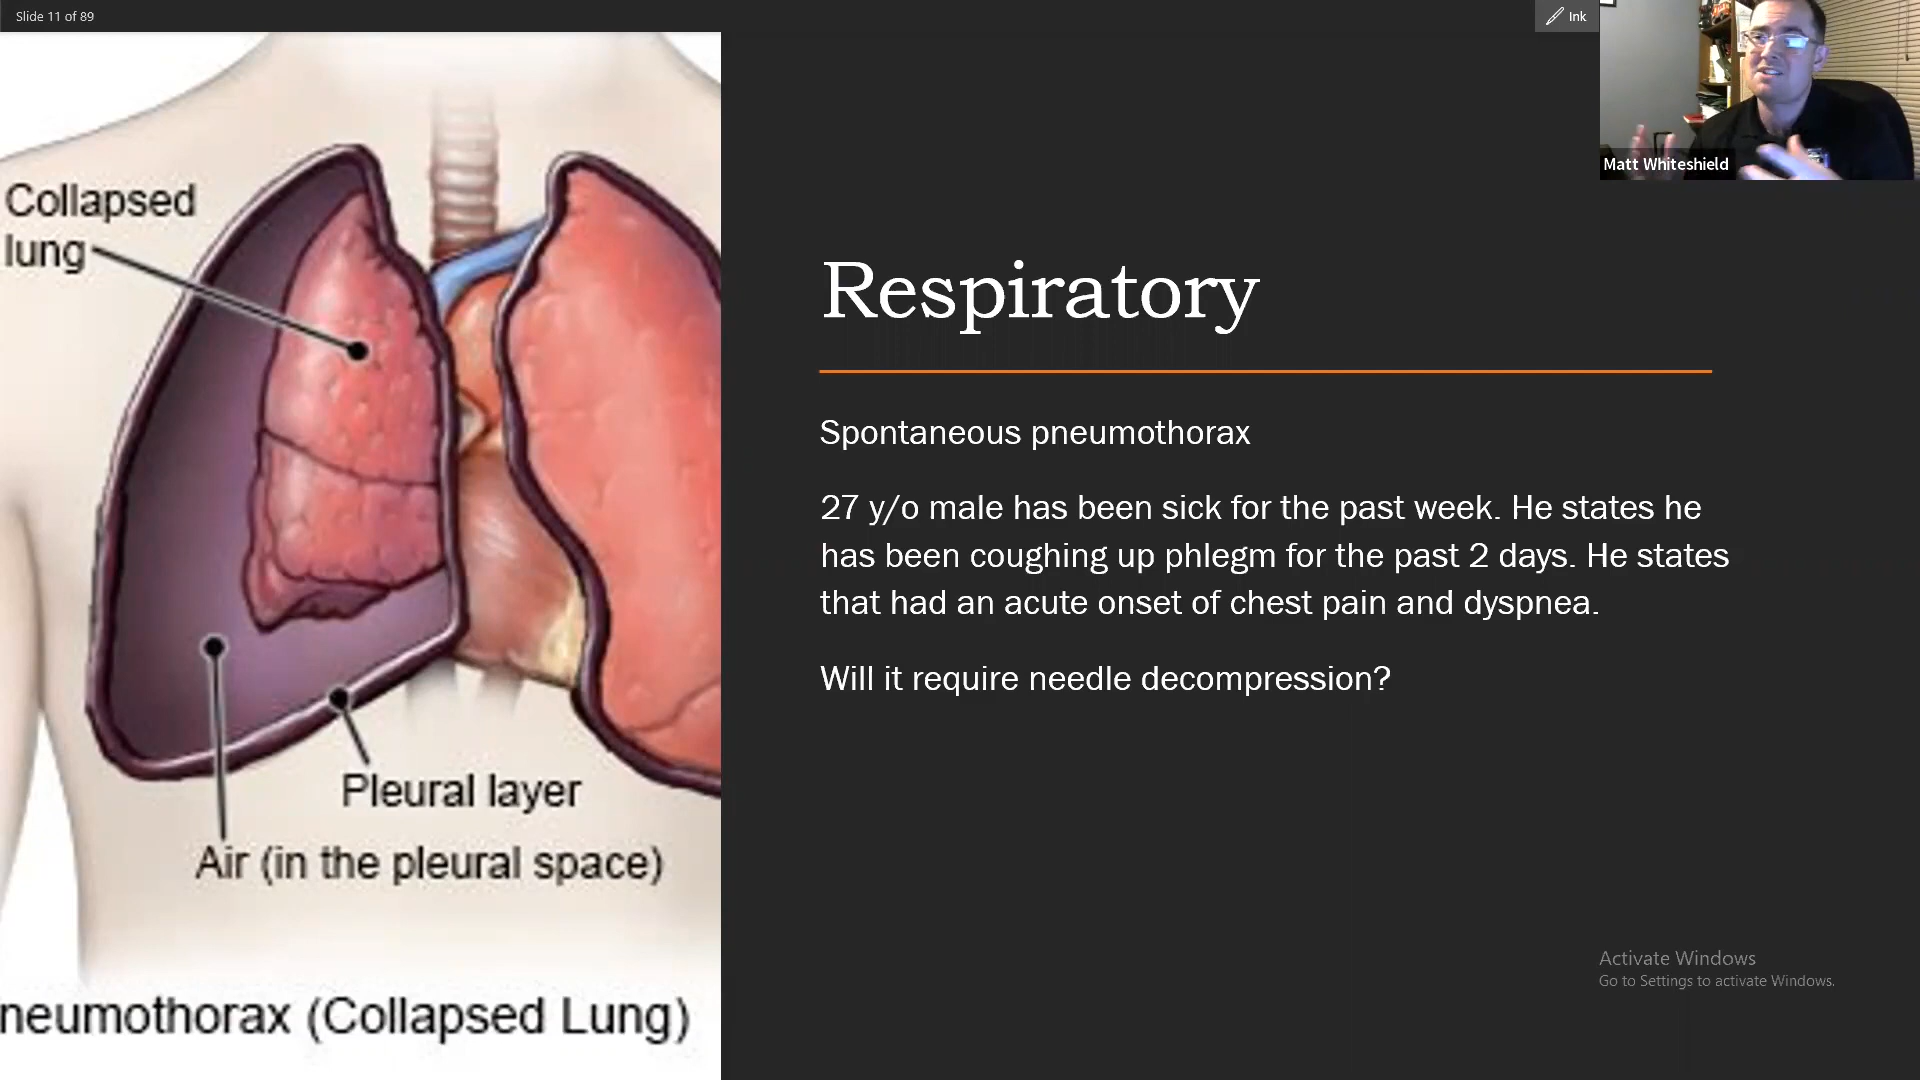 Slide 11 of 89
Ink
Matt Whiteshield
Collapsed
lung
Pleural layer
Air (in the pleural space)
neumothorax (Collapsed Lung)
Respiratory
Spontaneous pneumothorax
27 y/o male has been sick for the past week. He states he
has been coughing up phlegm for the past 2 days. He states
that had an acute onset of chest pain and dyspnea.
Will it require needle decompression?
Activate Windows
Go to Settings to activate Windows.